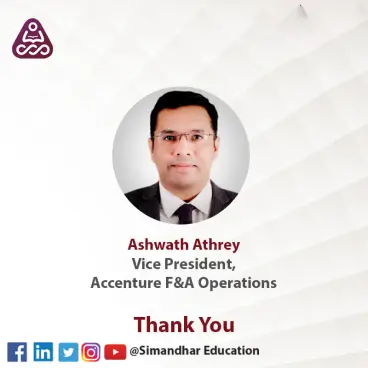 Ashwath Athrey
Vice President,
Accenture F&A Operations
Thank You
@Simandhar Education